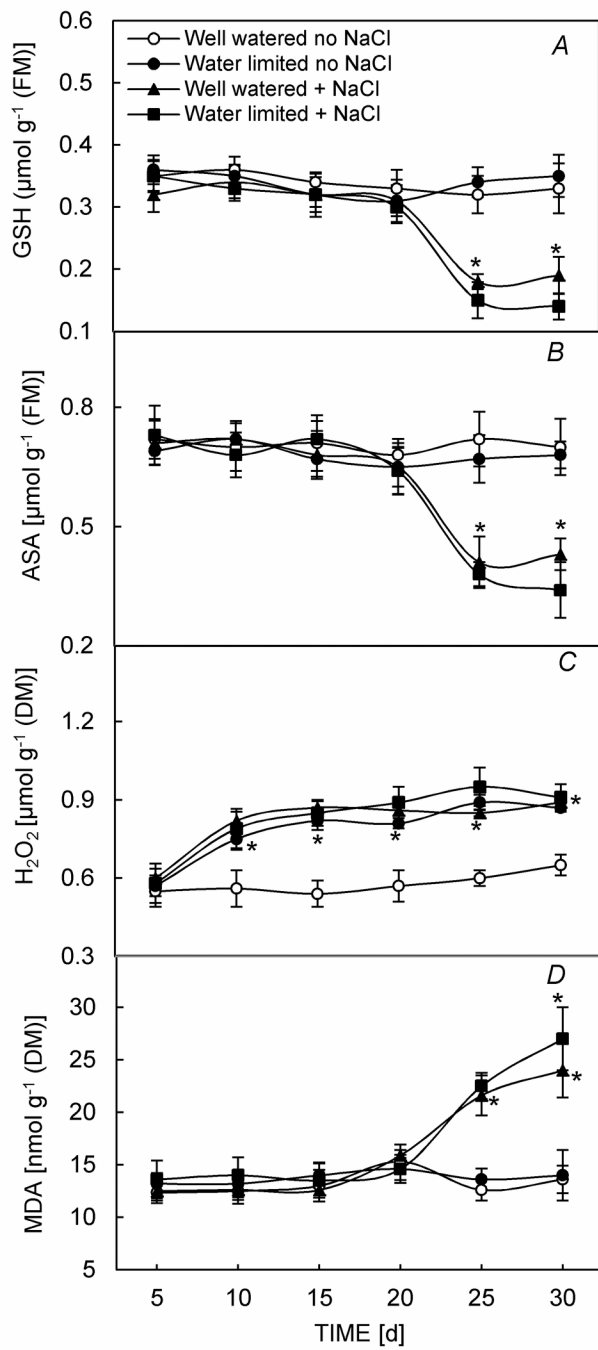 Well watered no NaCl
Water limited no NaCl
Well watered + NaCl
Water limited + NaCl
A
GSH (µmol g⁻¹ (FM)]
0.6
0.5
0.4
0.3
0.2
0.1
*
*
B
ASA [µmol g⁻¹ (FM)]
0.8
0.5
0.2
*
*
C
H₂O₂ [µmol g⁻¹ (DM)]
1.2
0.9
0.6
0.3
*
*
*
*
*
D
MDA [nmol g⁻¹ (DM)]
30
25
20
15
10
5
*
*
*
5 10 15 20 25 30
TIME [d]